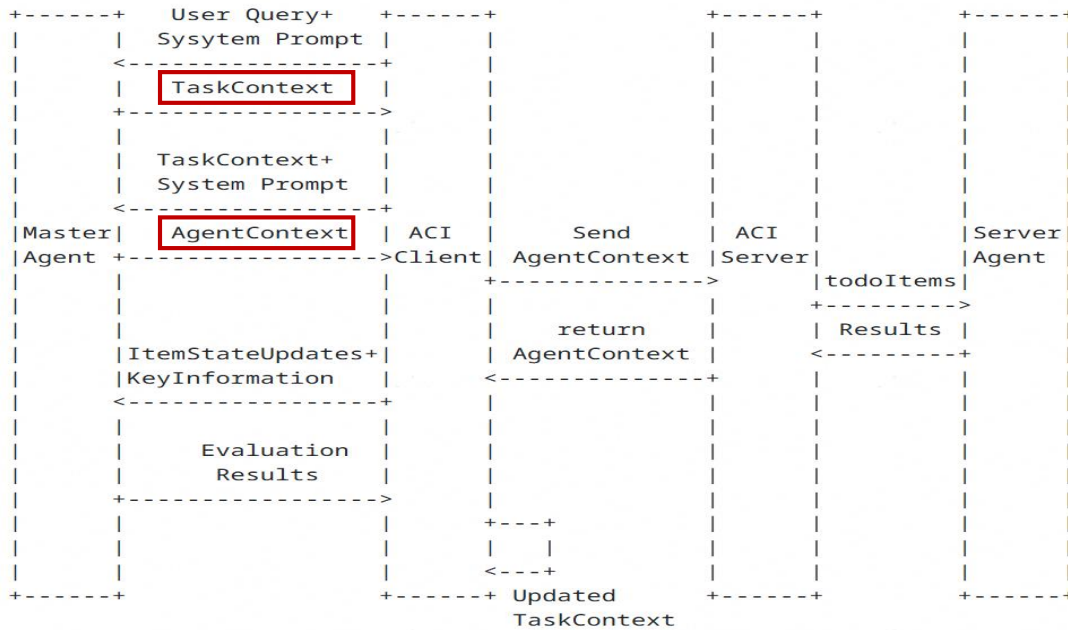 User Query+
Sysytem Prompt
TaskContext
TaskContext+
System Prompt
Master
Agent
AgentContext
ACI
Client
Send
AgentContext
ACI
Server
Server
Agent
todoItems
Results
return
AgentContext
ItemStateUpdates+
KeyInformation
Evaluation
Results
Updated
TaskContext